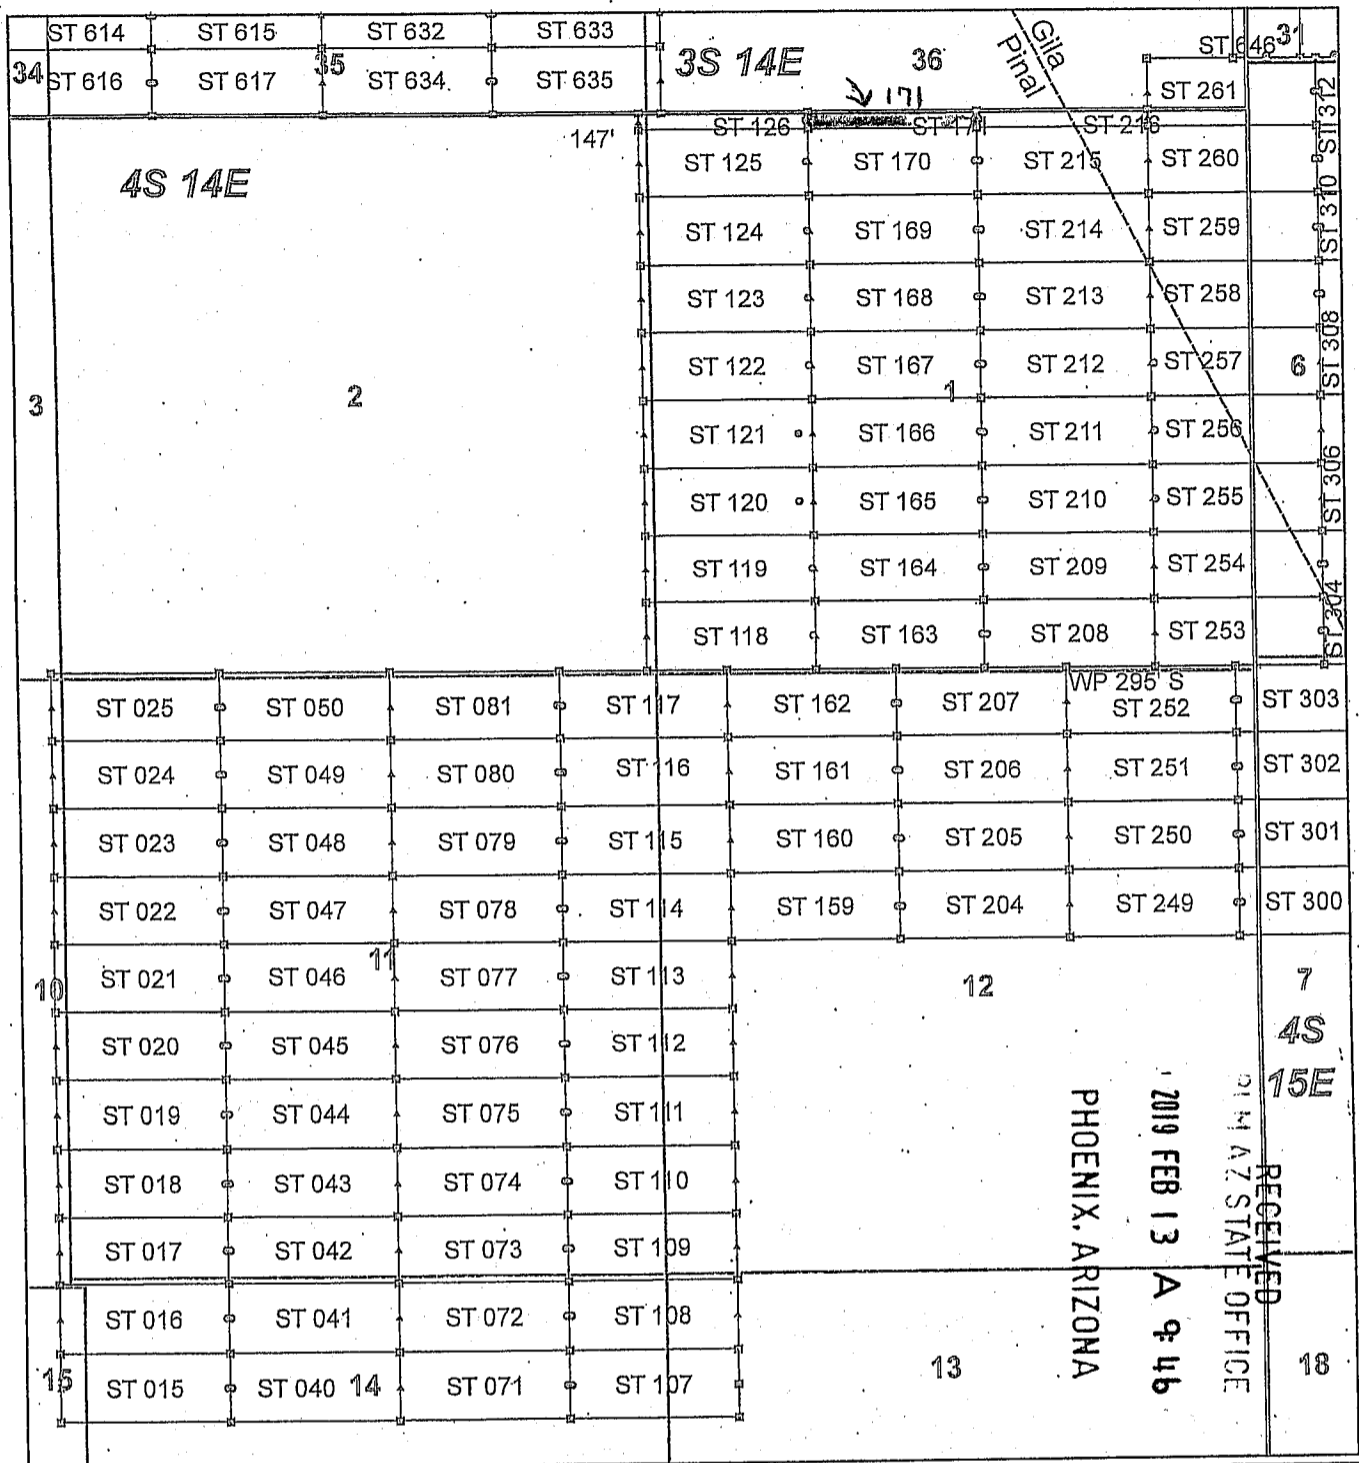 ST 614 ST 615 ST 632 ST 633 ST 646 31
34 ST 616 ST 617 35 ST 634 ST 635 3S 14E 36 Gila Pinal ST 261 ST 312
171
147' ST 126 ST 171 ST 216
4S 14E ST 125 ST 170 ST 215 ST 260 ST 310
ST 124 ST 169 ST 214 ST 259
ST 123 ST 168 ST 213 ST 258
3 2 ST 122 ST 167 1 ST 212 ST 257 6 ST 308
ST 121 ST 166 ST 211 ST 256
ST 120 ST 165 ST 210 ST 255 ST 306
ST 119 ST 164 ST 209 ST 254
ST 118 ST 163 ST 208 ST 253 ST 304
WP 295' S
ST 025 ST 050 ST 081 ST 117 ST 162 ST 207 ST 252 ST 303
ST 024 ST 049 ST 080 ST 116 ST 161 ST 206 ST 251 ST 302
ST 023 ST 048 ST 079 ST 115 ST 160 ST 205 ST 250 ST 301
ST 022 ST 047 ST 078 ST 114 ST 159 ST 204 ST 249 ST 300
10 ST 021 ST 046 11 ST 077 ST 113 12 7
ST 020 ST 045 ST 076 ST 112 4S
ST 019 ST 044 ST 075 ST 111 15E
ST 018 ST 043 ST 074 ST 110
ST 017 ST 042 ST 073 ST 109
ST 016 ST 041 ST 072 ST 108
15 ST 015 ST 040 14 ST 071 ST 107 13 18
RECEIVED
BLM AZ STATE OFFICE
2019 FEB 13 A 9:46
PHOENIX, ARIZONA